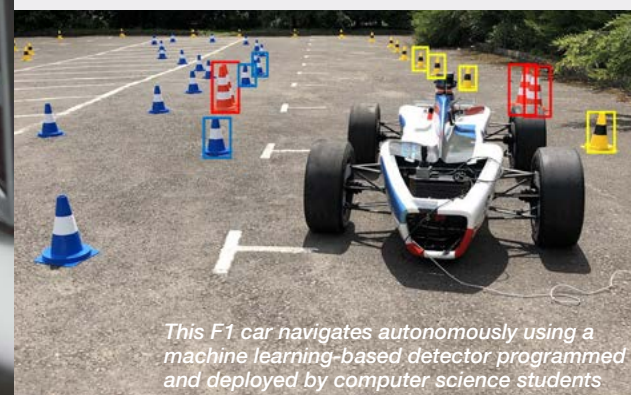 This F1 car navigates autonomously using a
machine learning-based detector programmed
and deployed by computer science students